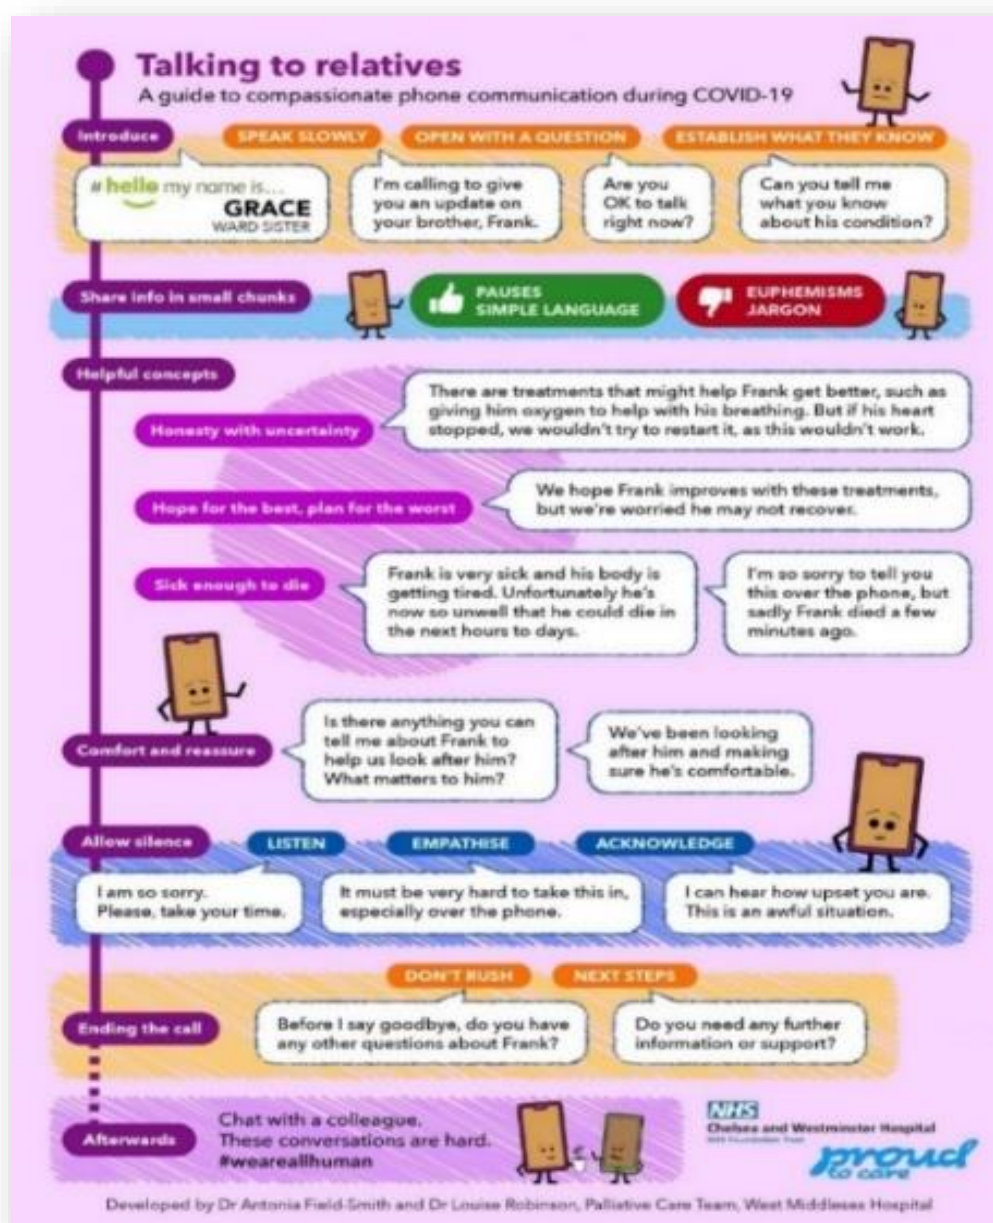 Talking to relatives
A guide to compassionate phone communication during COVID-19
Introduce
SPEAK SLOWLY
OPEN WITH A QUESTION
ESTABLISH WHAT THEY KNOW
# hello my name is...
GRACE
WARD SISTER
I'm calling to give
you an update on
your brother, Frank.
Are you
OK to talk
right now?
Can you tell me
what you know
about his condition?
Share info in small chunks
PAUSES
SIMPLE LANGUAGE
EUPHEMISMS
JARGON
Helpful concepts
Honesty with uncertainty
There are treatments that might help Frank get better, such as
giving him oxygen to help with his breathing. But if his heart
stopped, we wouldn't try to restart it, as this wouldn't work.
Hope for the best, plan for the worst
We hope Frank improves with these treatments,
but we're worried he may not recover.
Sick enough to die
Frank is very sick and his body is
getting tired. Unfortunately he's
now so unwell that he could die in
the next hours to days.
I'm so sorry to tell you
this over the phone, but
sadly Frank died a few
minutes ago.
Comfort and reassure
Is there anything you can
tell me about Frank to
help us look after him?
What matters to him?
We've been looking
after him and making
sure he's comfortable.
Allow silence
LISTEN
EMPATHISE
ACKNOWLEDGE
I am so sorry.
Please, take your time.
It must be very hard to take this in,
especially over the phone.
I can hear how upset you are.
This is an awful situation.
DON'T RUSH
NEXT STEPS
Ending the call
Before I say goodbye, do you have
any other questions about Frank?
Do you need any further
information or support?
Afterwards
Chat with a colleague.
These conversations are hard.
#weareallhuman
NHS
Chelsea and Westminster Hospital
NHS Foundation Trust
proud
to care
Developed by Dr Antonia Field-Smith and Dr Louise Robinson, Palliative Care Team, West Middlesex Hospital